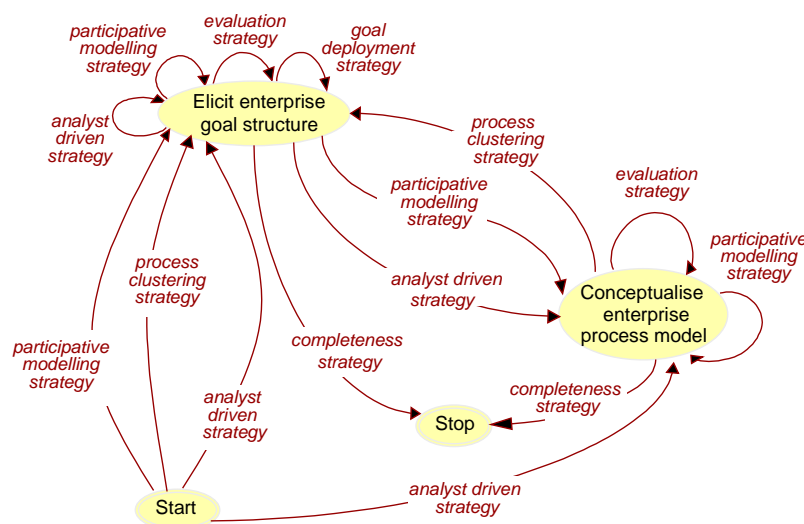 participative
modelling
strategy
evaluation
strategy
goal
deployment
strategy
analyst
driven
strategy
Elicit enterprise
goal structure
process
clustering
strategy
participative
modelling
strategy
evaluation
strategy
participative
modelling
strategy
process
clustering
strategy
analyst driven
strategy
Conceptualise
enterprise
process model
participative
modelling
strategy
completeness
strategy
analyst
driven
strategy
completeness
strategy
Stop
analyst driven
strategy
Start